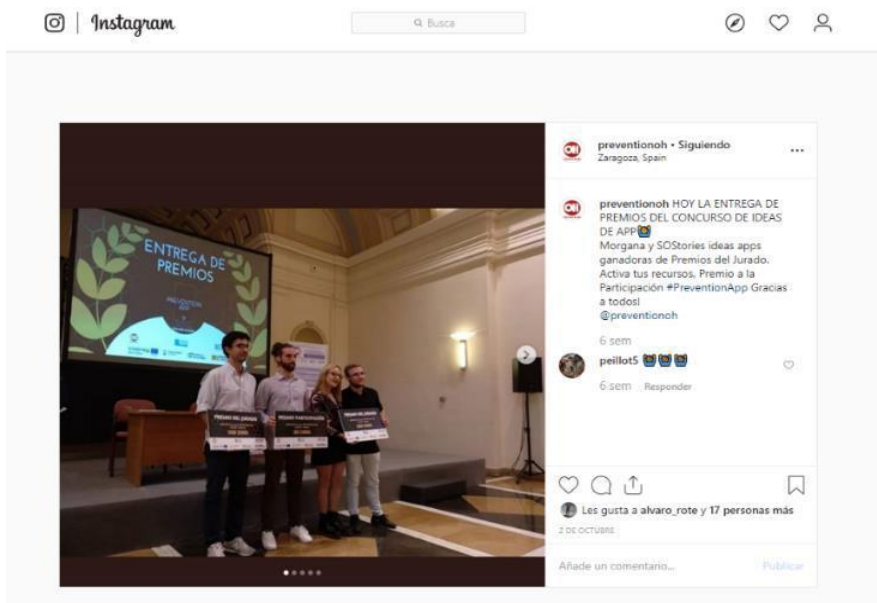 Instagram
Busca
ENTREGA DE
PREMIOS
PREVENTION
APP
PREMIO DEL JURADO
PREMIO PARTICIPACIÓN
PREMIO DEL JURADO
preventionoh • Siguiendo
Zaragoza, Spain
preventionoh HOY LA ENTREGA DE
PREMIOS DEL CONCURSO DE IDEAS
DE APP
Morgana y SOStories ideas apps
ganadoras de Premios del Jurado.
Activa tus recursos, Premio a la
Participación #PreventionApp Gracias
a todos!
@preventionoh
6 sem
peillot5
6 sem Responder
Les gusta a alvaro_rote y 17 personas más
2 DE OCTUBRE
Añade un comentario... Publicar